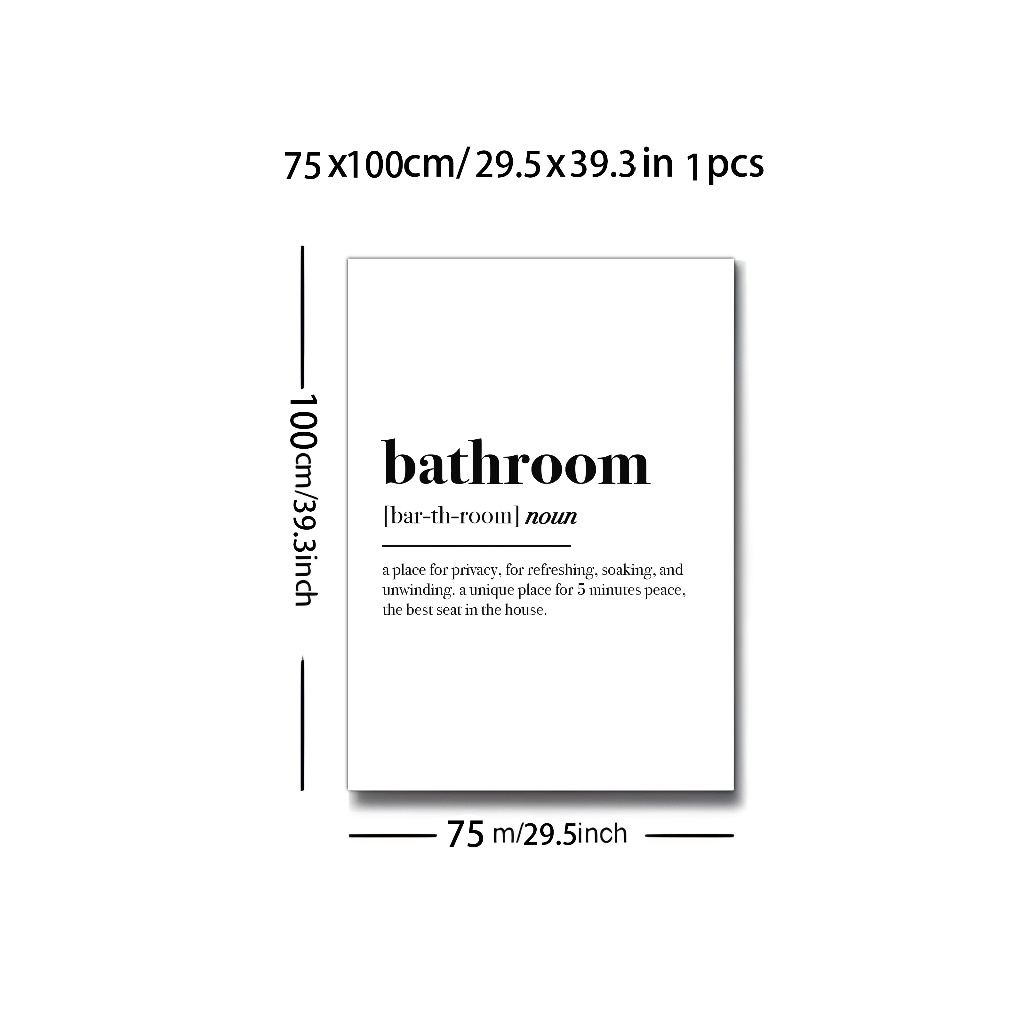 75x100cm/29.5x39.3in 1pcs
100cm/39.3inch
bathroom
[bar-th-room] noun
a place for privacy, for refreshing, soaking, and
unwinding. a unique place for 5 minutes peace,
the best seat in the house.
75 m/29.5inch